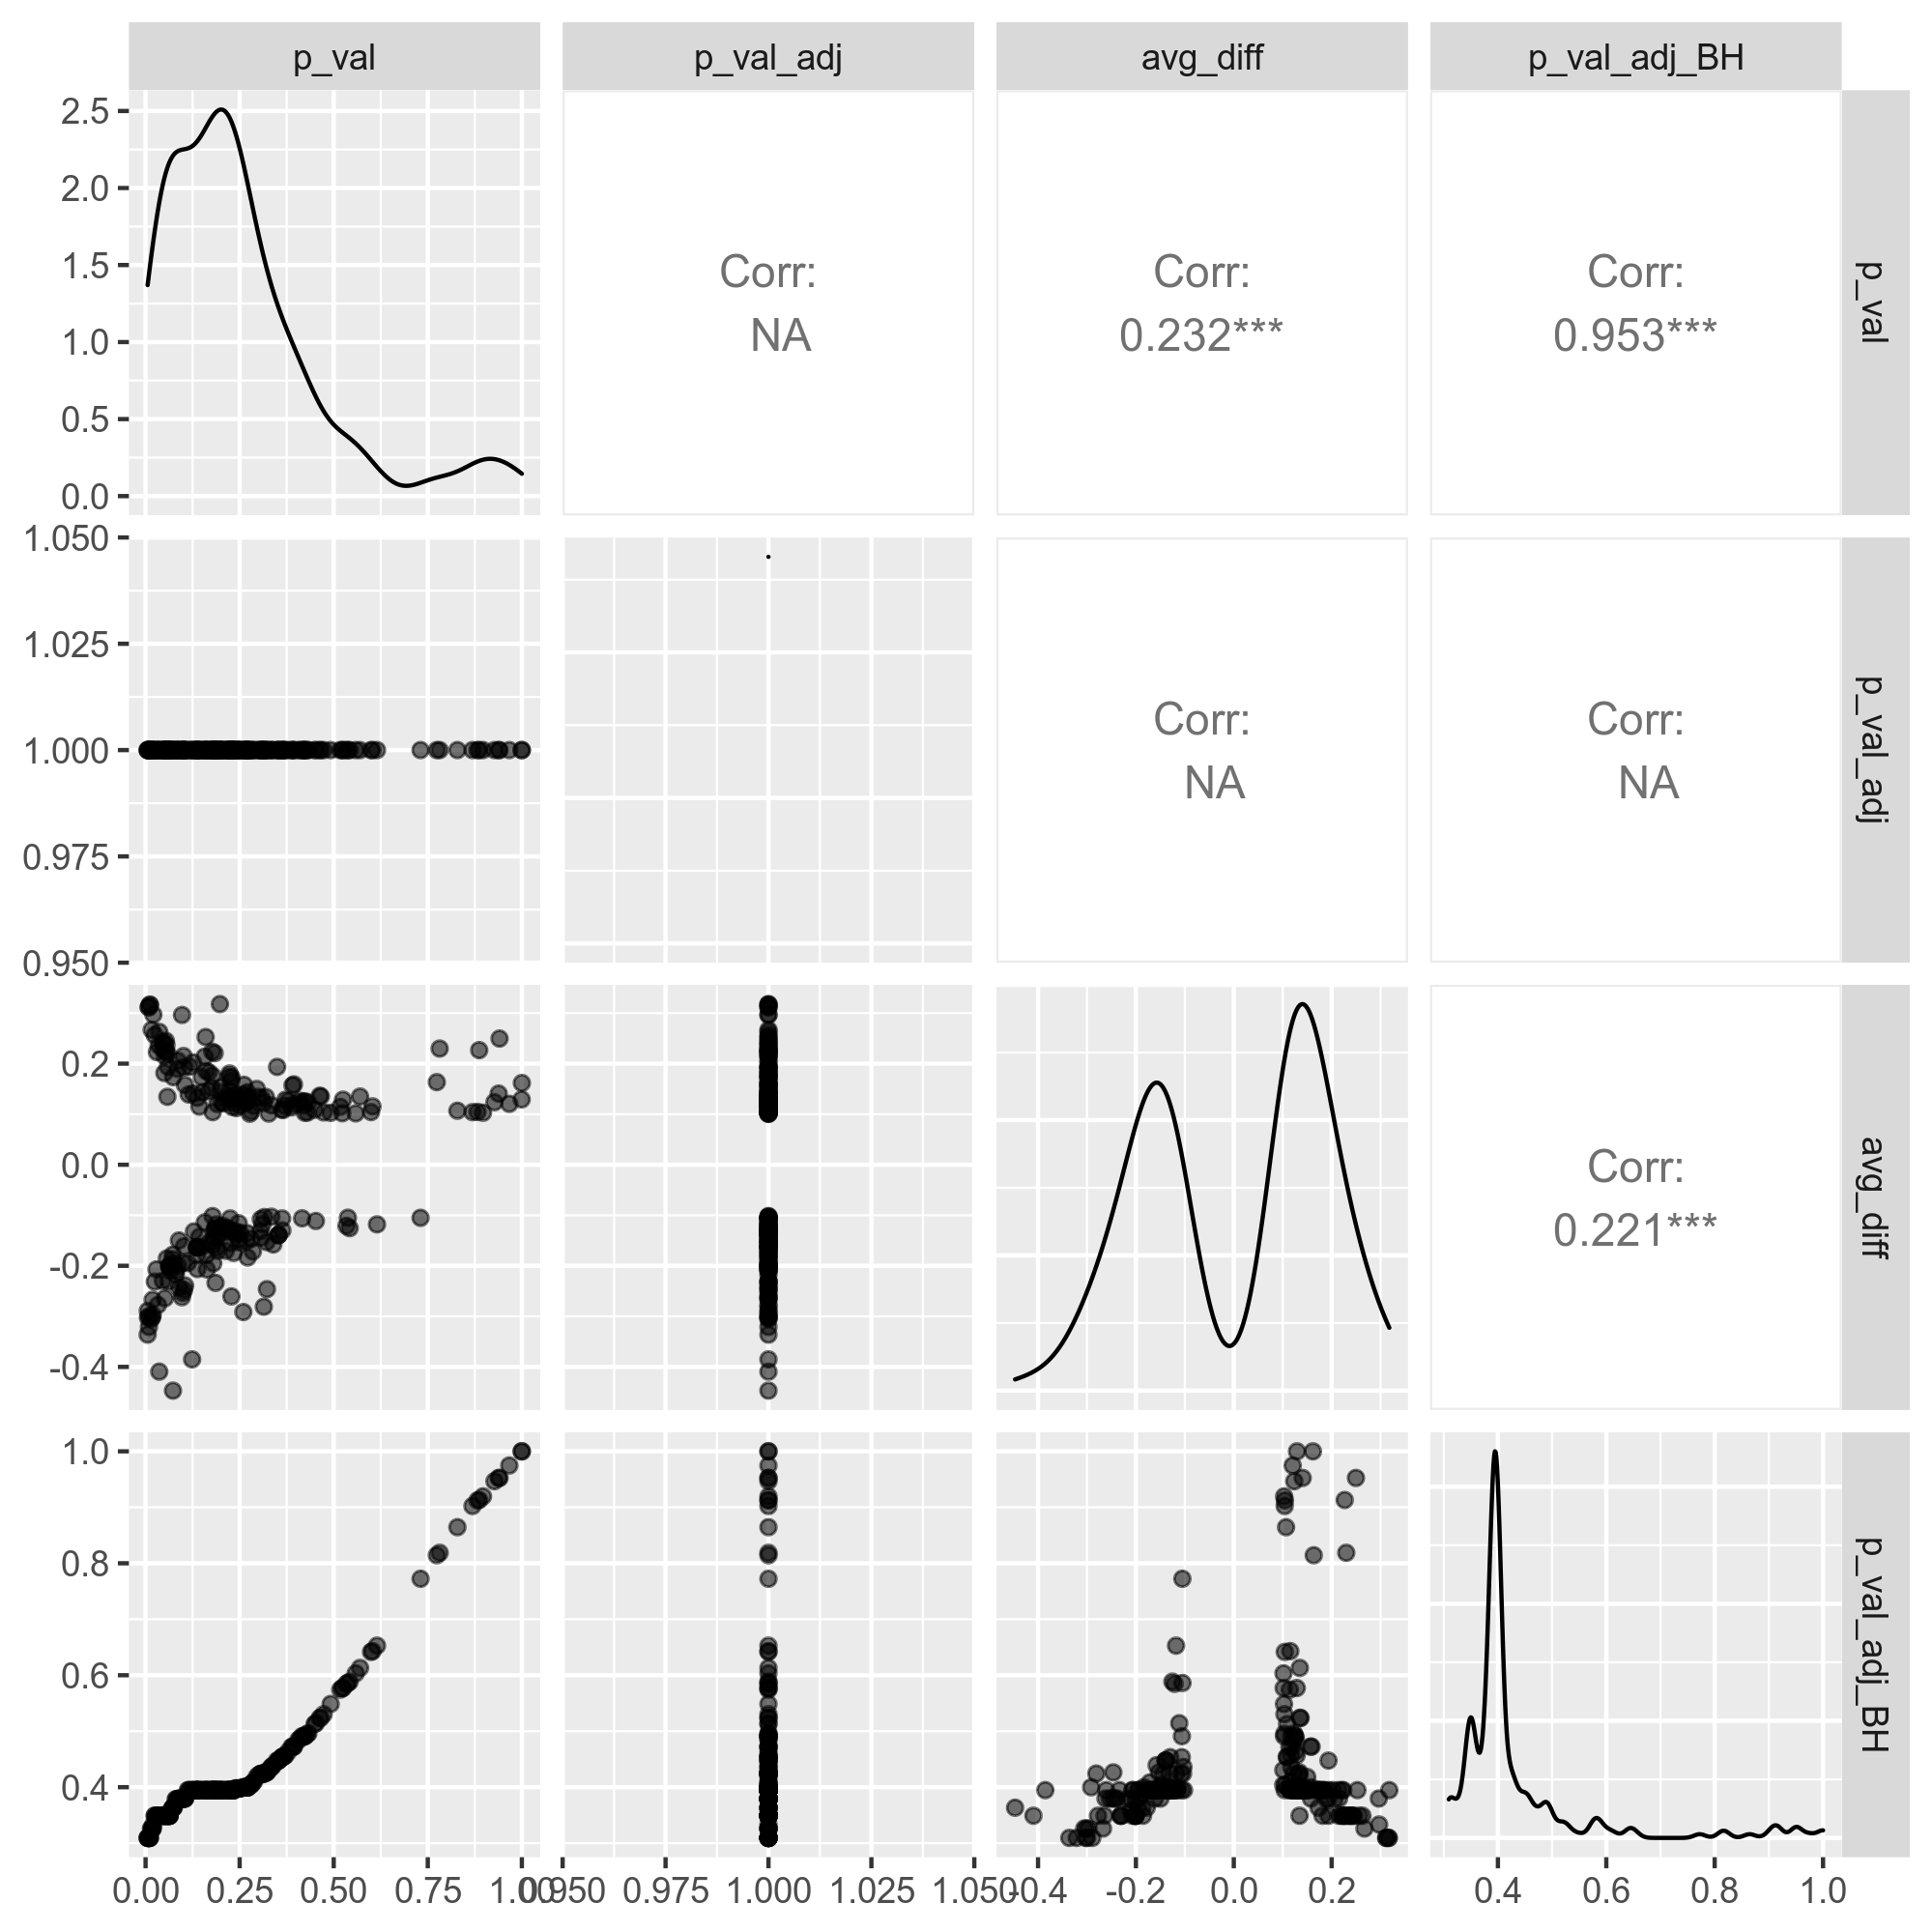 p_val p_val_adj avg_diff p_val_adj_BH
2.5
2.0
1.5
1.0
0.5
0.0
Corr:
NA
Corr:
0.232***
Corr:
0.953***
p_val
1.050
1.025
1.000
0.975
0.950
Corr:
NA
Corr:
NA
p_val_adj
0.2
0.0
-0.2
-0.4
Corr:
0.221***
avg_diff
1.0
0.8
0.6
0.4
p_val_adj_BH
0.00 0.25 0.50 0.75 1.00 0.950 0.975 1.000 1.025 1.050 -0.4 -0.2 0.0 0.2 0.4 0.6 0.8 1.0